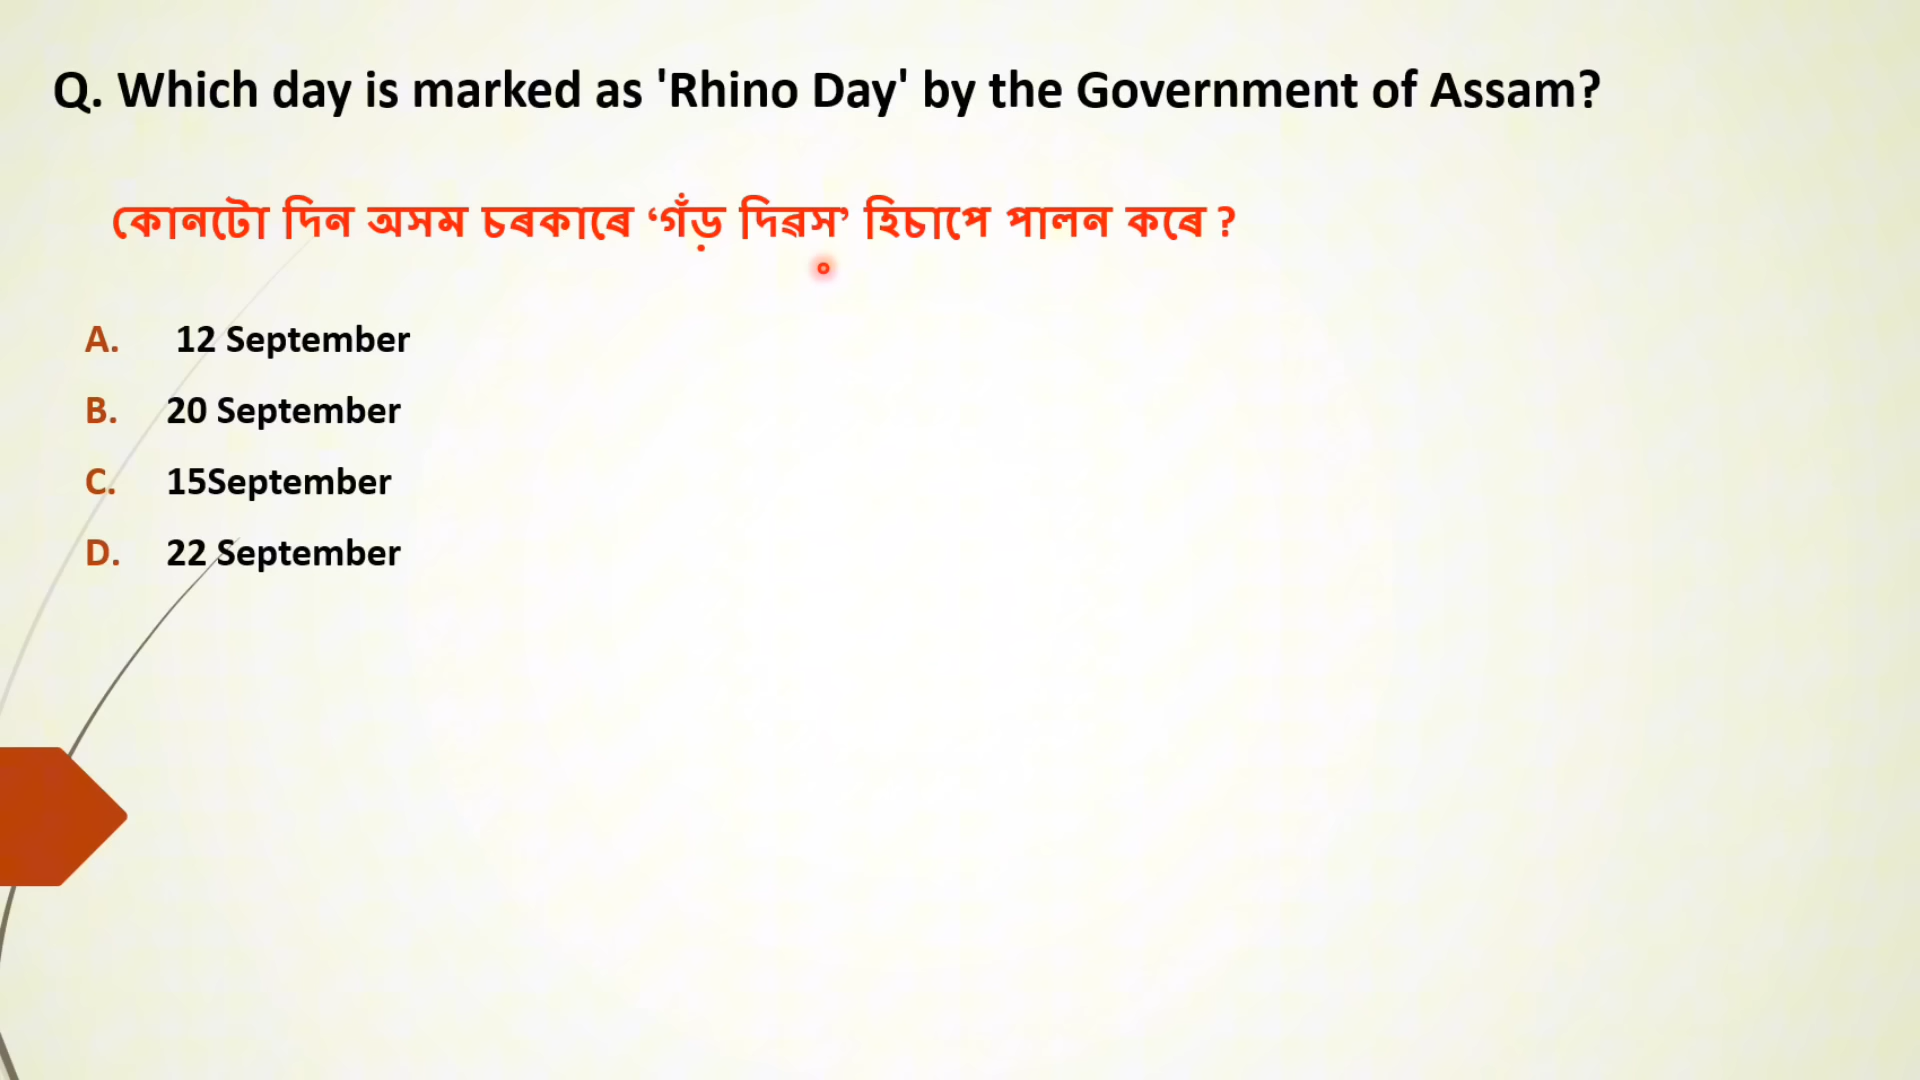 Q. Which day is marked as 'Rhino Day' by the Government of Assam?
কোনটো দিন অসম চৰকাৰে ‘গঁড় দিৱস’ হিচাপে পালন কৰে ?
A. 12 September
B. 20 September
C. 15September
D. 22 September